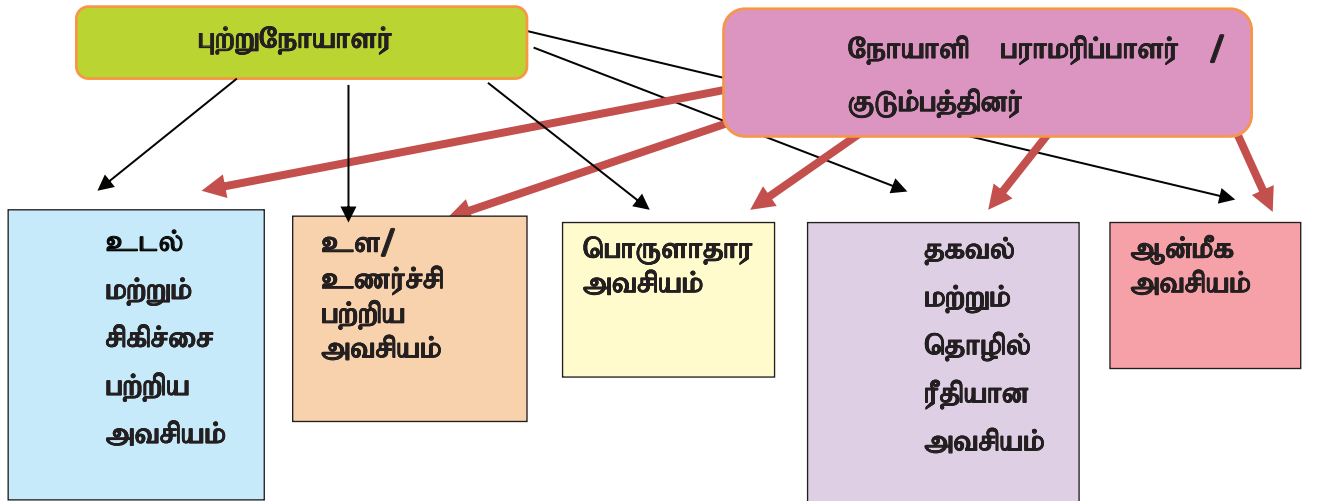 புற்றுநோயாளர்
நோயாளி பராமரிப்பாளர் /
குடும்பத்தினர்
உடல்
மற்றும்
சிகிச்சை
பற்றிய
அவசியம்
உள/
உணர்ச்சி
பற்றிய
அவசியம்
பொருளாதார
அவசியம்
தகவல்
மற்றும்
தொழில்
ரீதியான
அவசியம்
ஆன்மீக
அவசியம்